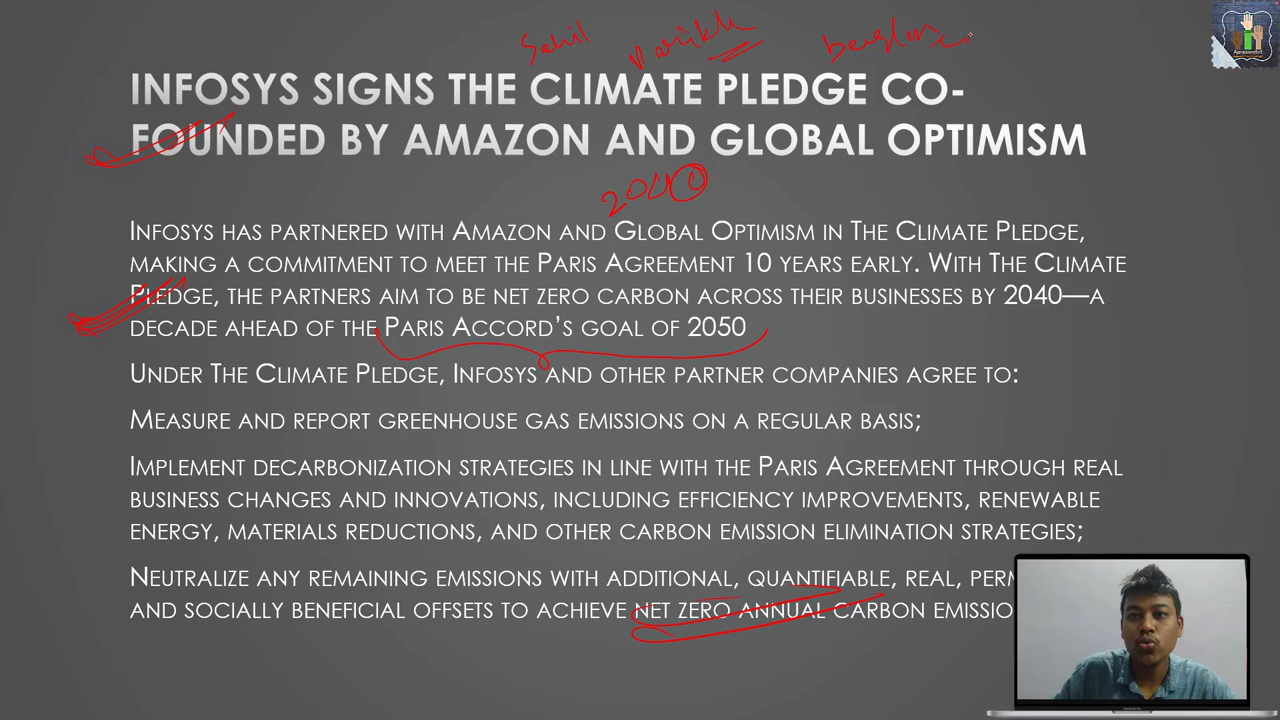 Salil Parikh
INFOSYS SIGNS THE CLIMATE PLEDGE CO-
FOUNDED BY AMAZON AND GLOBAL OPTIMISM
2040
INFOSYS HAS PARTNERED WITH AMAZON AND GLOBAL OPTIMISM IN THE CLIMATE PLEDGE,
MAKING A COMMITMENT TO MEET THE PARIS AGREEMENT 10 YEARS EARLY. WITH THE CLIMATE
PLEDGE, THE PARTNERS AIM TO BE NET ZERO CARBON ACROSS THEIR BUSINESSES BY 2040—A
DECADE AHEAD OF THE PARIS ACCORD'S GOAL OF 2050
UNDER THE CLIMATE PLEDGE, INFOSYS AND OTHER PARTNER COMPANIES AGREE TO:
MEASURE AND REPORT GREENHOUSE GAS EMISSIONS ON A REGULAR BASIS;
IMPLEMENT DECARBONIZATION STRATEGIES IN LINE WITH THE PARIS AGREEMENT THROUGH REAL
BUSINESS CHANGES AND INNOVATIONS, INCLUDING EFFICIENCY IMPROVEMENTS, RENEWABLE
ENERGY, MATERIALS REDUCTIONS, AND OTHER CARBON EMISSION ELIMINATION STRATEGIES;
NEUTRALIZE ANY REMAINING EMISSIONS WITH ADDITIONAL, QUANTIFIABLE, REAL, PERM
AND SOCIALLY BENEFICIAL OFFSETS TO ACHIEVE NET ZERO ANNUAL CARBON EMISSIO